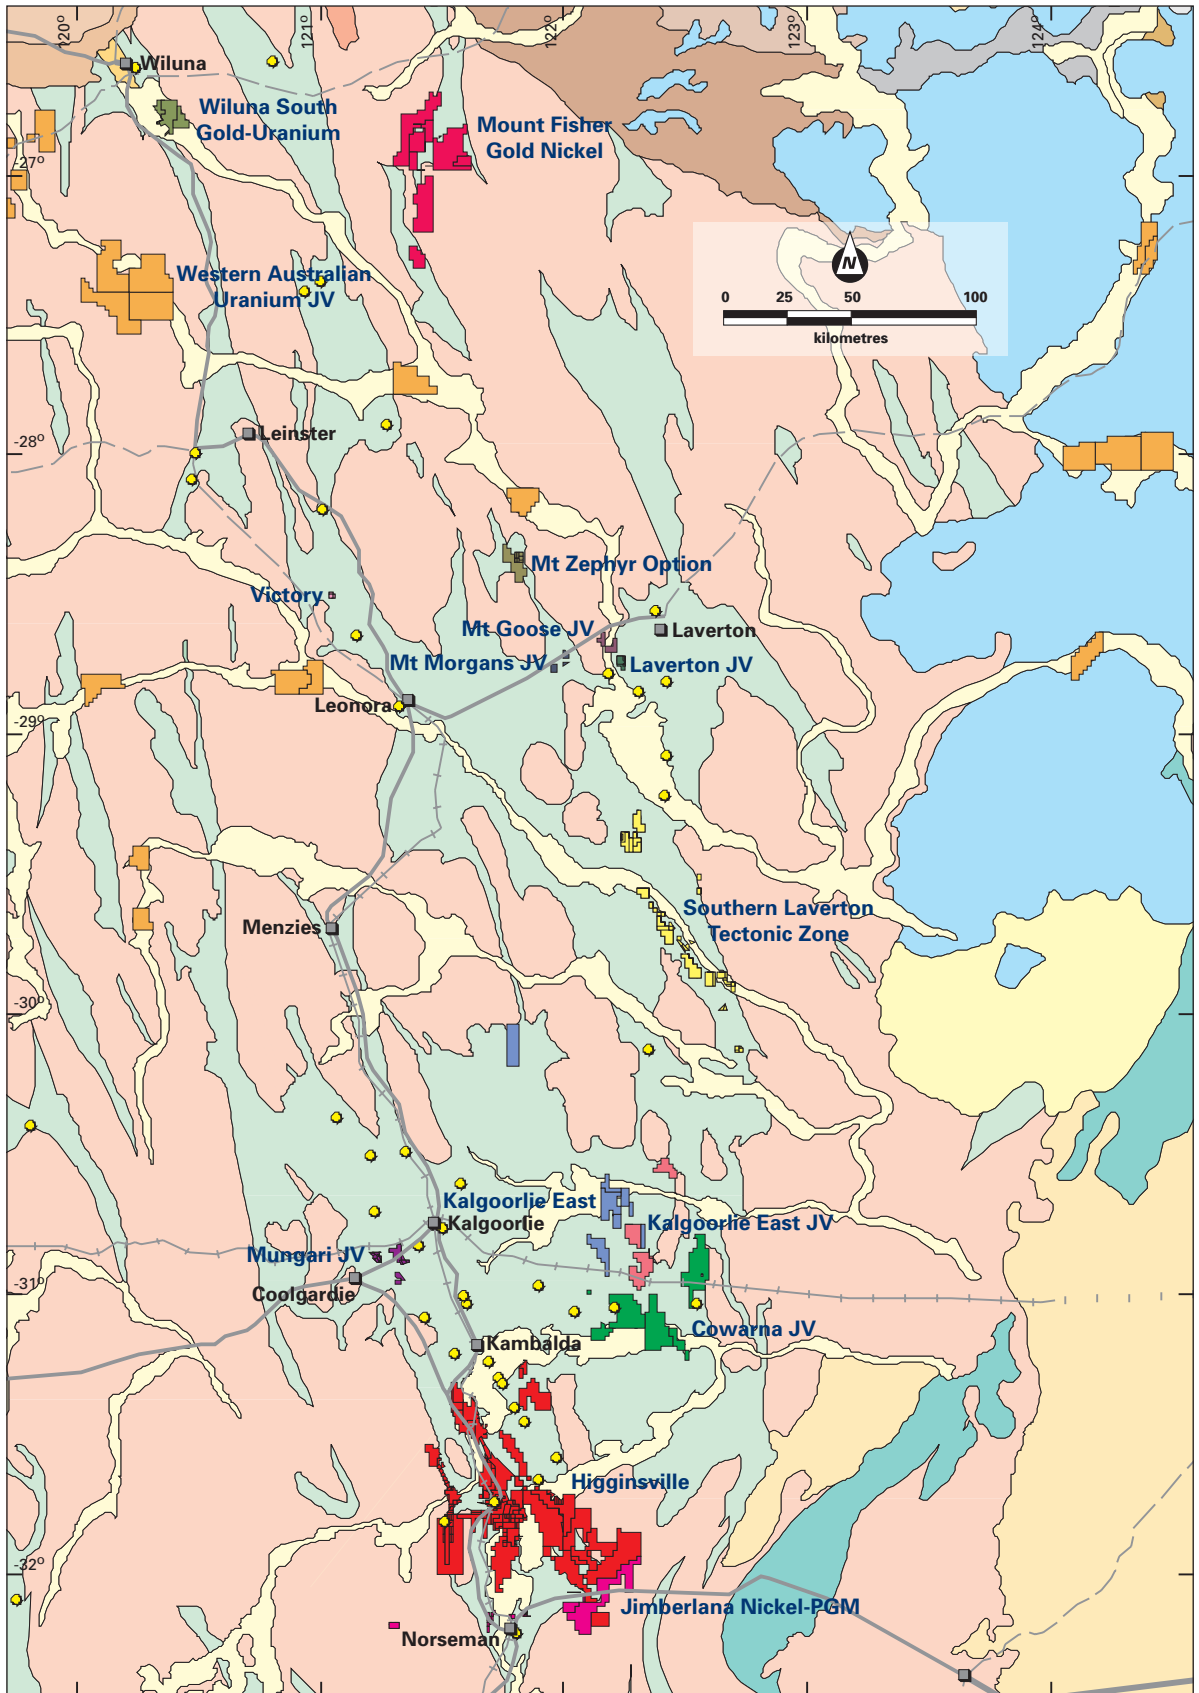 120°
121°
122°
123°
124°
Wiluna
Wiluna South
Gold-Uranium
Mount Fisher
Gold Nickel
-27°
N
Western Australian
Uranium JV
0 25 50 100
kilometres
Leinster
-28°
Mt Zephyr Option
Victory
Mt Goose JV
Laverton
Mt Morgans JV
Laverton JV
Leonora
-29°
Southern Laverton
Tectonic Zone
Menzies
-30°
Kalgoorlie East
Kalgoorlie
Kalgoorlie East JV
Mungari JV
-31°
Coolgardie
Cowarna JV
Kambalda
Higginsville
-32°
Jimberlana Nickel-PGM
Norseman